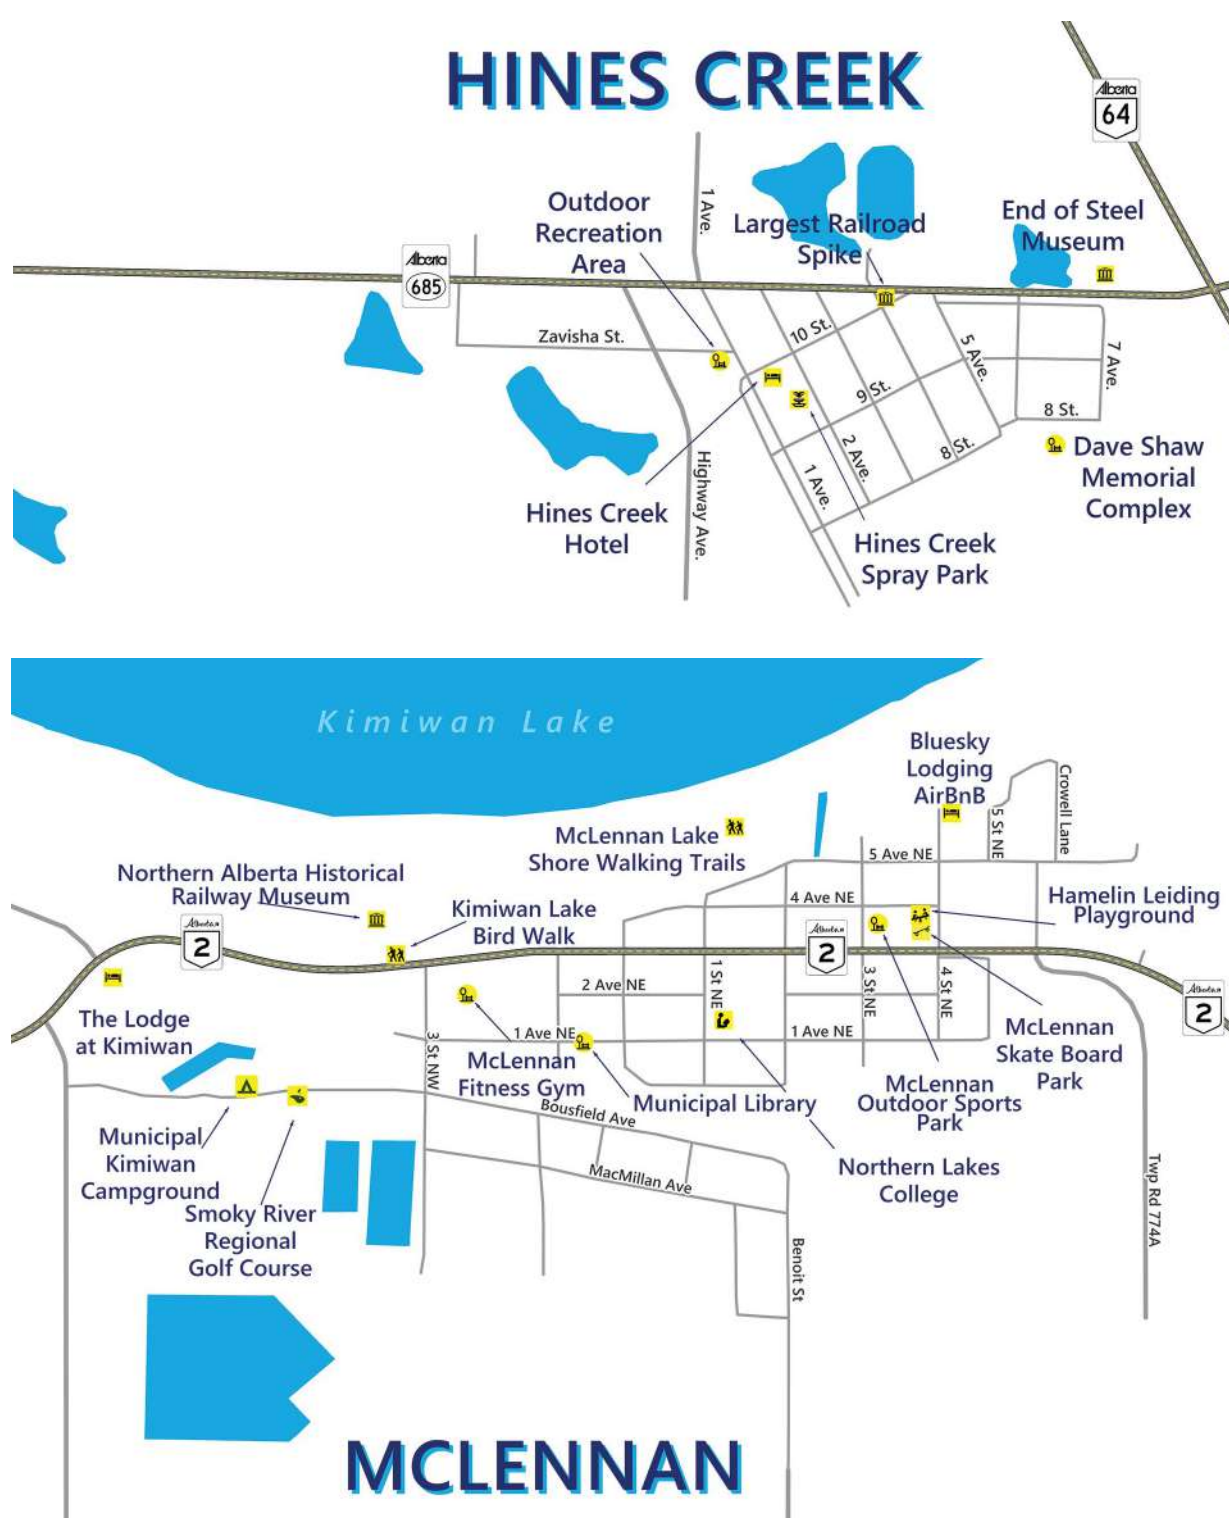 HINES CREEK
Alberta
64
1 Ave.
Outdoor
Recreation
Area
Largest Railroad
Spike
End of Steel
Museum
Alberta
685
Zavisha St.
10 St.
5 Ave.
7 Ave.
9 St.
8 St.
8 St.
2 Ave.
1 Ave.
Highway Ave.
Dave Shaw
Memorial
Complex
Hines Creek
Hotel
Hines Creek
Spray Park
Kimiwan Lake
Bluesky
Lodging
AirBnB
5 St NE
Crowell Lane
McLennan Lake
Shore Walking Trails
5 Ave NE
Northern Alberta Historical
Railway Museum
4 Ave NE
Hamelin Leiding
Playground
Kimiwan Lake
Bird Walk
Alberta
2
Alberta
2
Alberta
2
2 Ave NE
1 St NE
3 St NE
4 St NE
The Lodge
at Kimiwan
3 St NW
1 Ave NE
1 Ave NE
McLennan
Fitness Gym
McLennan
Skate Board
Park
McLennan
Outdoor Sports
Park
Municipal Library
Bousfield Ave
Municipal
Kimiwan
Campground
MacMillan Ave
Northern Lakes
College
Smoky River
Regional
Golf Course
Twp Rd 774A
Benoit St
MCLENNAN